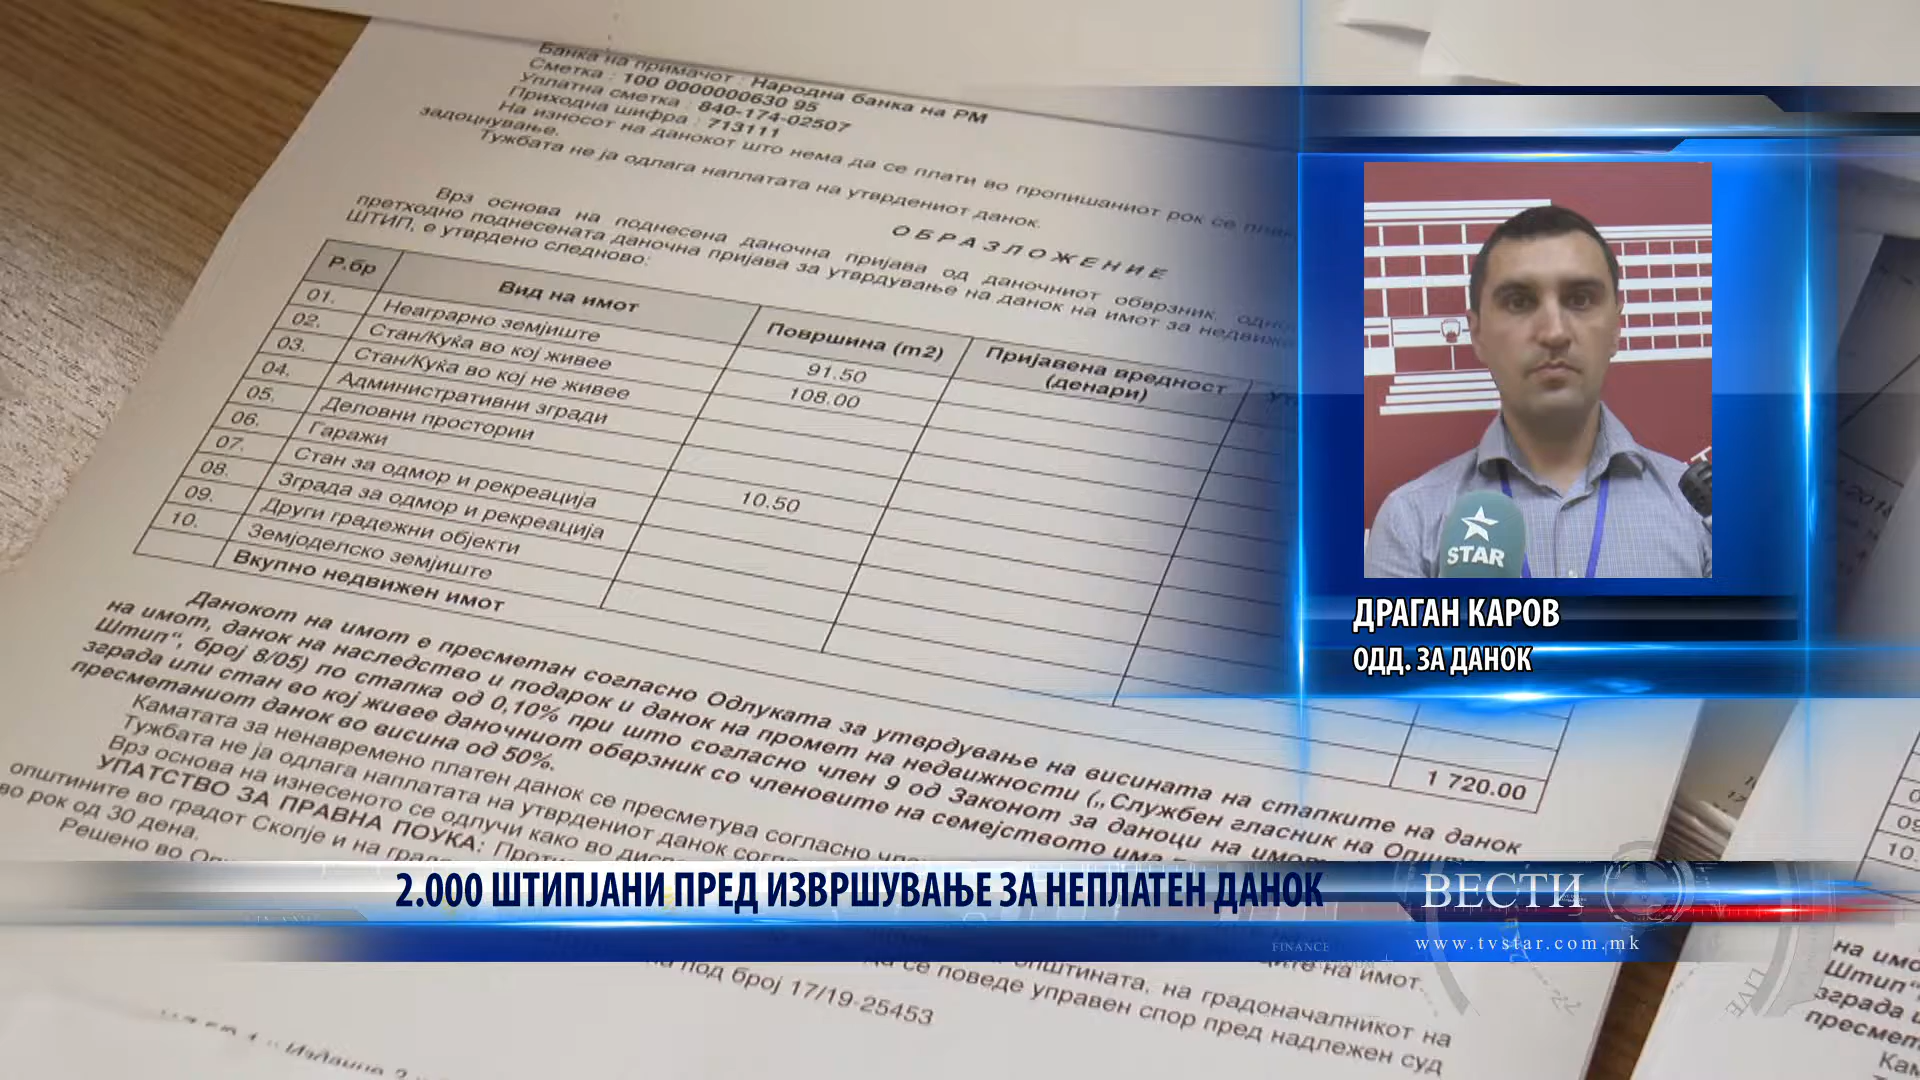 Банка на примачот : Народна банка на РМ
Сметка : 100 0000000630 95
Уплатна сметка : 840-174-02507
Приходна шифра : 713111
На износот на данокот што нема да се плати во пропишаниот рок се
задоцнување.
Тужбата не ја одлага наплатата на утврдениот данок.
О Б Р А З Л О Ж Е Н И Е
Врз основа на поднесена даночна пријава од даночниот обврзник,
претходно поднесената даночна пријава за утврдување на данок на имот за
ШТИП, е утврдено следново:
Р.бр Вид на имот Површина (m2) Пријавена вредност (денари)
01. Неаграрно земјиште 91.50
02. Стан/Куќа во кој живее 108.00
03. Стан/Куќа во кој не живее
04. Административни згради
05. Деловни простории
06. Гаражи 10.50
07. Стан за одмор и рекреација
08. Зграда за одмор и рекреација
09. Други градежни објекти
10. Земјоделско земјиште
Вкупно недвижен имот 1 720.00
Данокот на имот е пресметан согласно Одлуката за утврдување на висината на стапките на данок
на имот, данок на наследство и подарок и данок на промет на недвижности („Службен гласник на
Штип“, број 8/05) по стапка од 0,10% при што согласно член 9 од Законот за даноци на имот
зграда или стан во кој живее даночниот обврзник со членовите на семејството има
пресметаниот данок во висина од 50%.
Каматата за ненавремено платен данок се пресметува согласно
Тужбата не ја одлага наплатата на утврдениот данок
Врз основа на изнесеното се одлучи како во
УПАТСТВО ЗА ПРАВНА ПОУКА:
општините во градот Скопје и на
во рок од 30 дена.
Решено во
општината, на градоначалникот на
се поведе управен спор пред надлежен суд
под број 17/19-25453
STAR
ДРАГАН КАРОВ
ОДД. ЗА ДАНОК
2.000 ШТИПЈАНИ ПРЕД ИЗВРШУВАЊЕ ЗА НЕПЛАТЕН ДАНОК
ВЕСТИ
www.tvstar.com.mk
FINANCE
на имо
Штип“,
зграда
пресмет